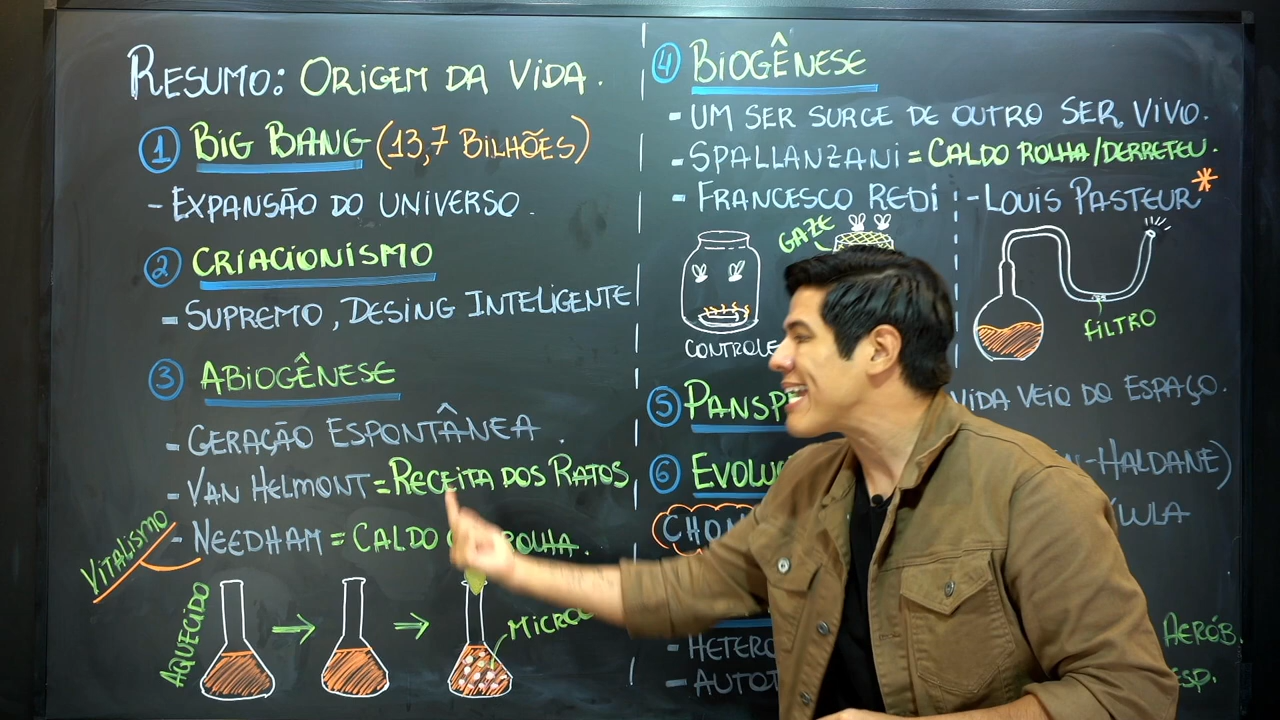 RESUMO: ORIGEM DA VIDA.
1 BIG BANG (13,7 BILHÕES)
- EXPANSÃO DO UNIVERSO.
2 CRIACIONISMO
- SUPREMO, DESING INTELIGENTE
3 ABIOGÊNESE
- GERAÇÃO ESPONTÂNEA.
- VAN HELMONT = RECEITA DOS RATOS
- NEEDHAM = CALDO ROLHA.
VITALISMO
AQUECIDO
4 BIOGÊNESE
- UM SER SURGE DE OUTRO SER VIVO.
- SPALLANZANI = CALDO ROLHA/DERRETEU.
- FRANCESCO REDI - LOUIS PASTEUR*
GAZE
CONTROLE
FILTRO
5 VIDA VEIO DO ESPAÇO.
6 -HALDANE)